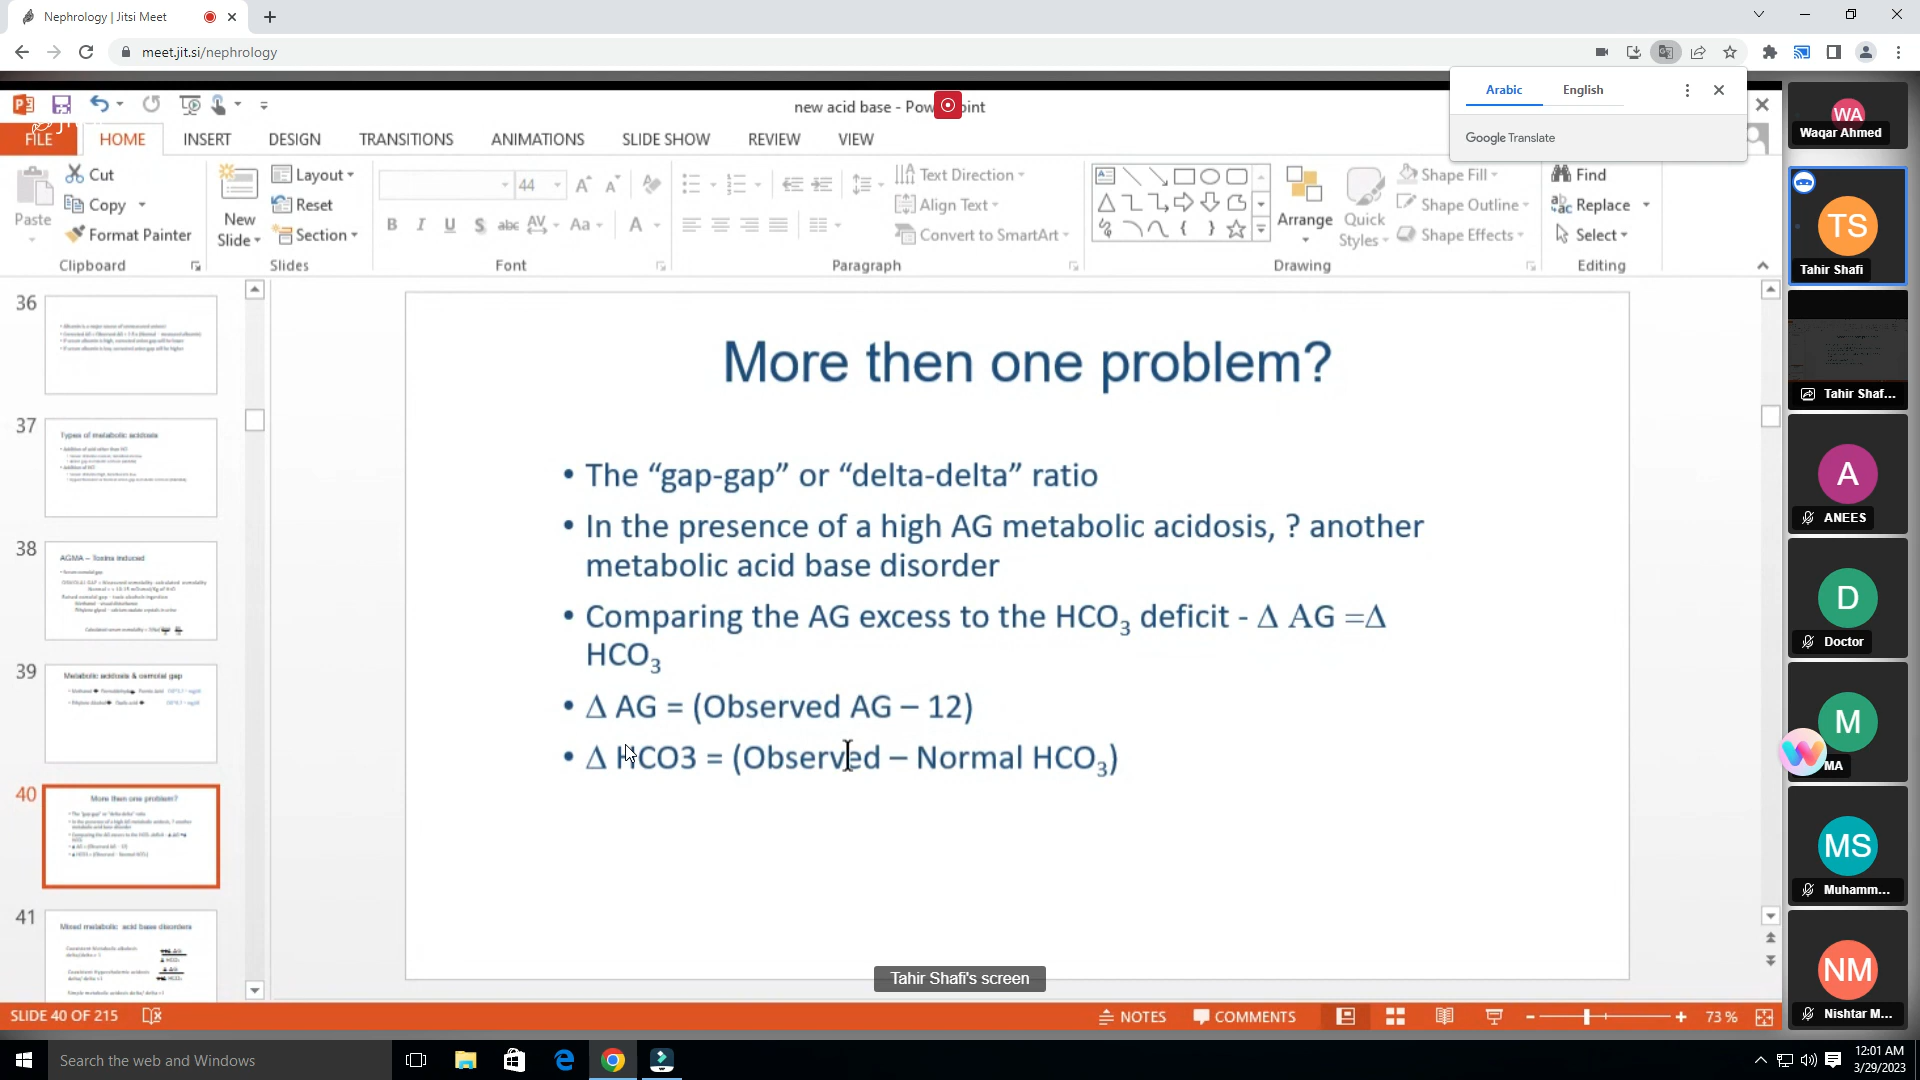 Nephrology | Jitsi Meet
meet.jit.si/nephrology
Arabic English
Google Translate
new acid base - Pow
int
FILE HOME INSERT DESIGN TRANSITIONS ANIMATIONS SLIDE SHOW REVIEW VIEW
Paste
Cut
Copy
Format Painter
Clipboard
New
Slide
Layout
Reset
Section
Slides
44
B I U S abc AV Aa A
Font
Text Direction
Align Text
Convert to SmartArt
Paragraph
Arrange
Quick
Styles
Shape Fill
Shape Outline
Shape Effects
Drawing
Find
Replace
Select
Editing
36
37
Types of metabolic acidosis
38
AGMA – Toxins induced
39
Metabolic acidosis & osmolal gap
40
More then one problem?
41
Mixed metabolic acid base disorders
More then one problem?
• The “gap-gap” or “delta-delta” ratio
• In the presence of a high AG metabolic acidosis, ? another
metabolic acid base disorder
• Comparing the AG excess to the HCO3 deficit - Δ AG =Δ
HCO3
• Δ AG = (Observed AG – 12)
• Δ HCO3 = (Observed – Normal HCO3)
Tahir Shafi's screen
WA
Waqar Ahmed
TS
Tahir Shafi
Tahir Shaf...
A
ANEES
D
Doctor
M
MA
MS
Muhamm...
NM
Nishtar M...
SLIDE 40 OF 215
NOTES COMMENTS 73 %
Search the web and Windows
12:01 AM
3/29/2023